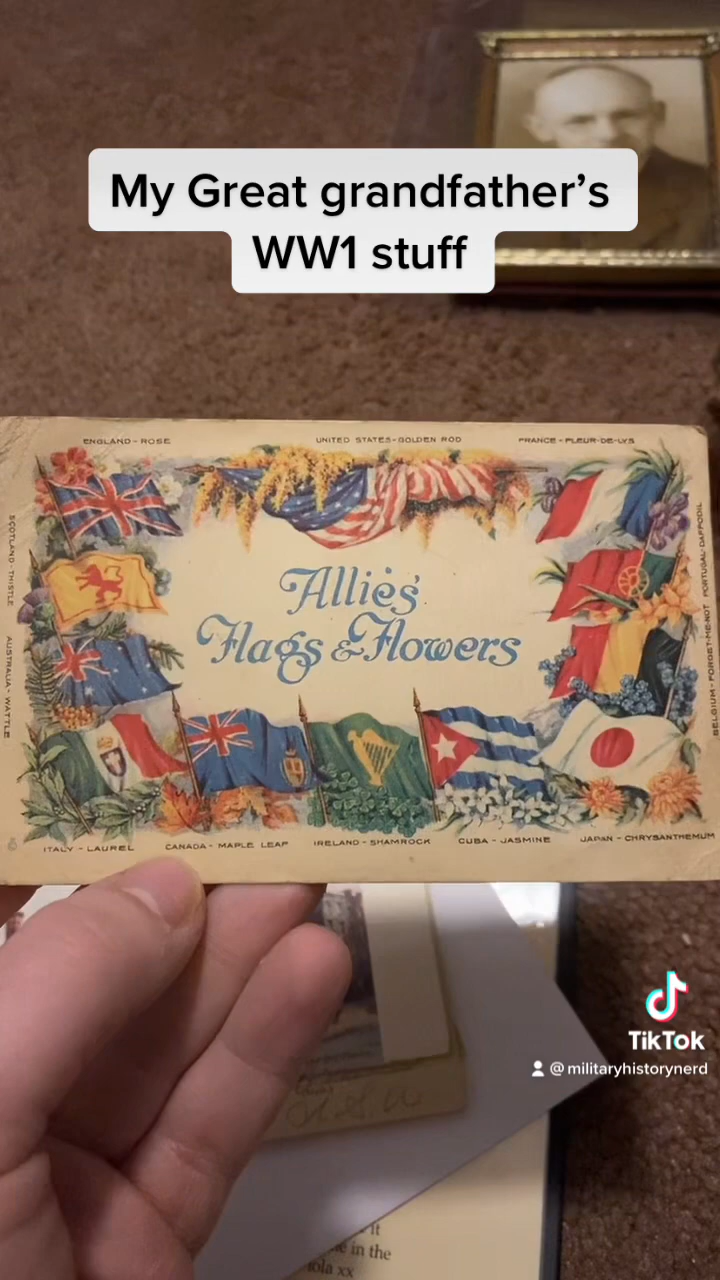 My Great grandfather’s
WW1 stuff
ENGLAND - ROSE
UNITED STATES - GOLDEN ROD
FRANCE - FLEUR-DE-LYS
SCOTLAND - THISTLE
AUSTRALIA - WATTLE
Allies'
Flags & Flowers
PORTUGAL - DAFFODIL
BELGIUM - FORGET-ME-NOT
ITALY - LAUREL
CANADA - MAPLE LEAF
IRELAND - SHAMROCK
CUBA - JASMINE
JAPAN - CHRYSANTHEMUM
TikTok
@militaryhistorynerd
it
in the
xx